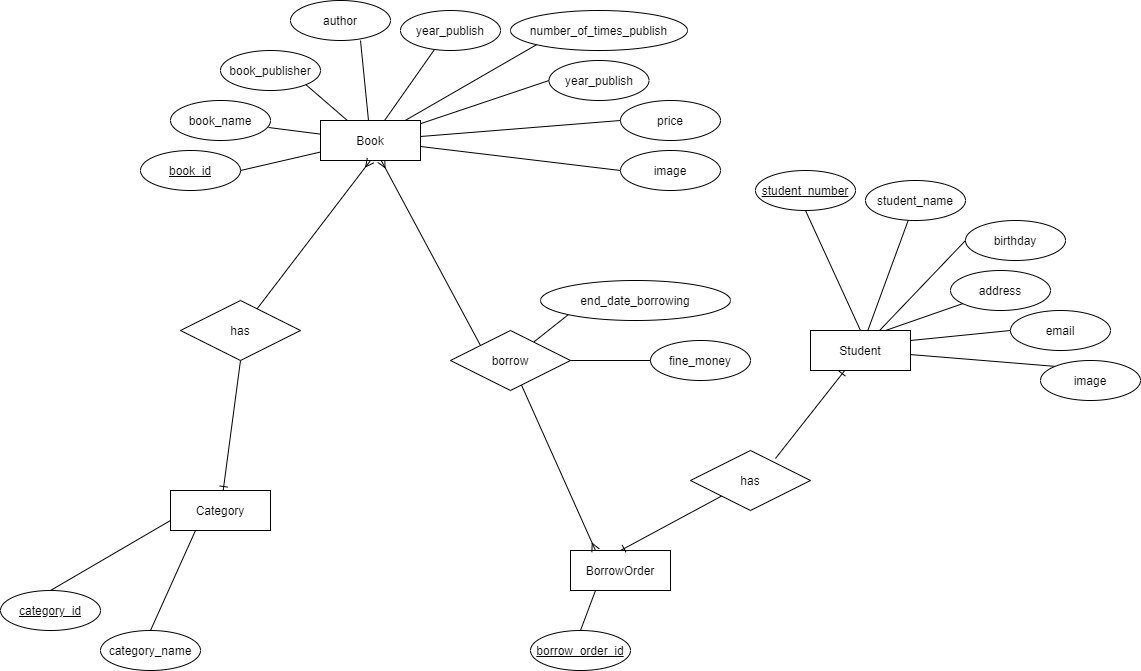 author
year_publish
number_of_times_publish
book_publisher
year_publish
book_name
price
Book
book_id
image
student_number
student_name
birthday
address
end_date_borrowing
has
email
Student
borrow
fine_money
image
has
Category
BorrowOrder
category_id
category_name
borrow_order_id